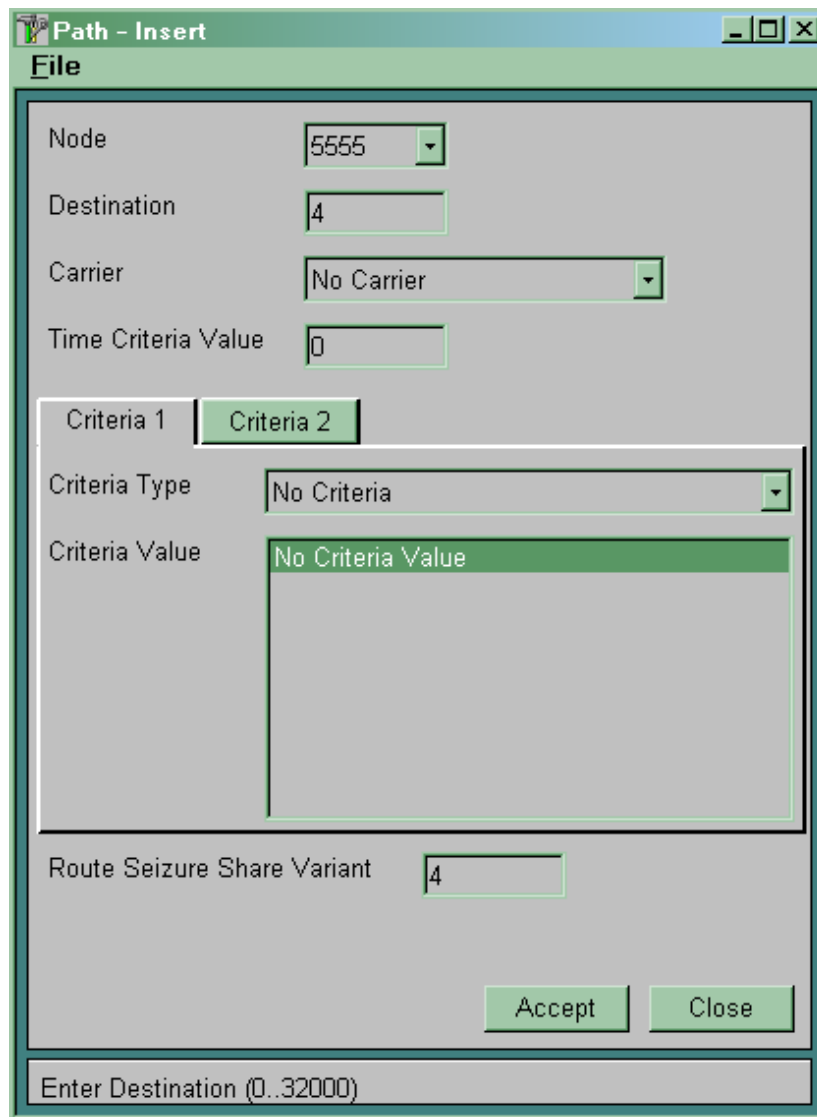 Path - Insert
File
Node 5555
Destination 4
Carrier No Carrier
Time Criteria Value 0
Criteria 1 Criteria 2
Criteria Type No Criteria
Criteria Value No Criteria Value
Route Seizure Share Variant 4
Accept Close
Enter Destination (0..32000)